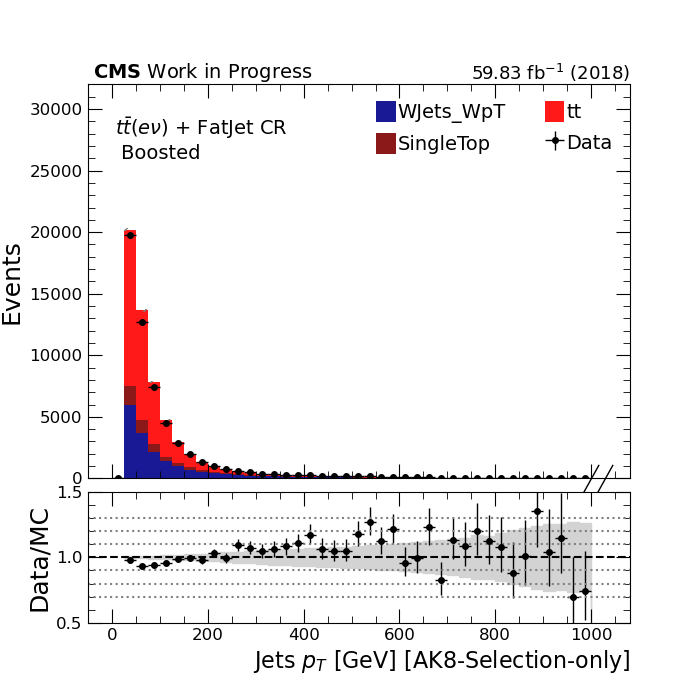 CMS Work in Progress 59.83 fb⁻¹ (2018)
30000
25000
20000
15000
10000
5000
0
Events
tt̄(eν) + FatJet CR
Boosted
WJets_WpT tt
SingleTop Data
1.5
1.0
0.5
Data/MC
0 200 400 600 800 1000
Jets p_T [GeV] [AK8-Selection-only]